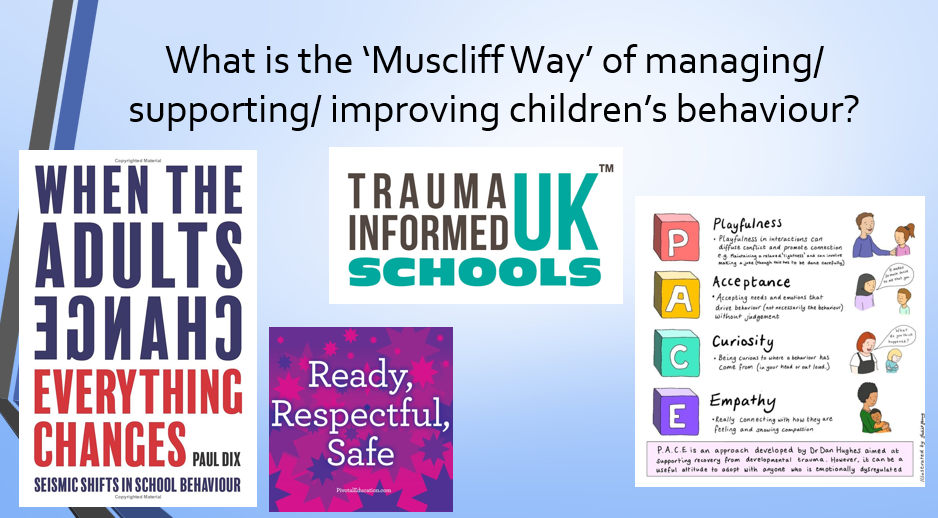 What is the ‘Muscliff Way’ of managing/
supporting/ improving children’s behaviour?
Copyrighted Material
WHEN THE
ADULTS
CHANGE
EVERYTHING
CHANGES
PAUL DIX
SEISMIC SHIFTS IN SCHOOL BEHAVIOUR
Copyrighted Material
TRAUMA
INFORMED
UK
TM
SCHOOLS
Ready,
Respectful,
Safe
PivotalEducation.com
P
Playfulness
• Playfulness in interactions can
diffuse conflict and promote connection
e.g. Maintaining a relaxed 'lightness' and can involve
making a joke (though this has to be done carefully)
A
Acceptance
• Accepting needs and emotions that
drive behaviour (not necessarily the behaviour)
without judgement
C
Curiosity
• Being curious to where a behaviour has
come from (in your head or out loud.)
What
do you think
happened?
E
Empathy
• Really connecting with how they are
feeling and showing compassion
P.A.C.E is an approach developed by Dr Dan Hughes aimed at
supporting recovery from developmental trauma. However, it can be a
useful attitude to adopt with anyone who is emotionally dysregulated
Illustrated by